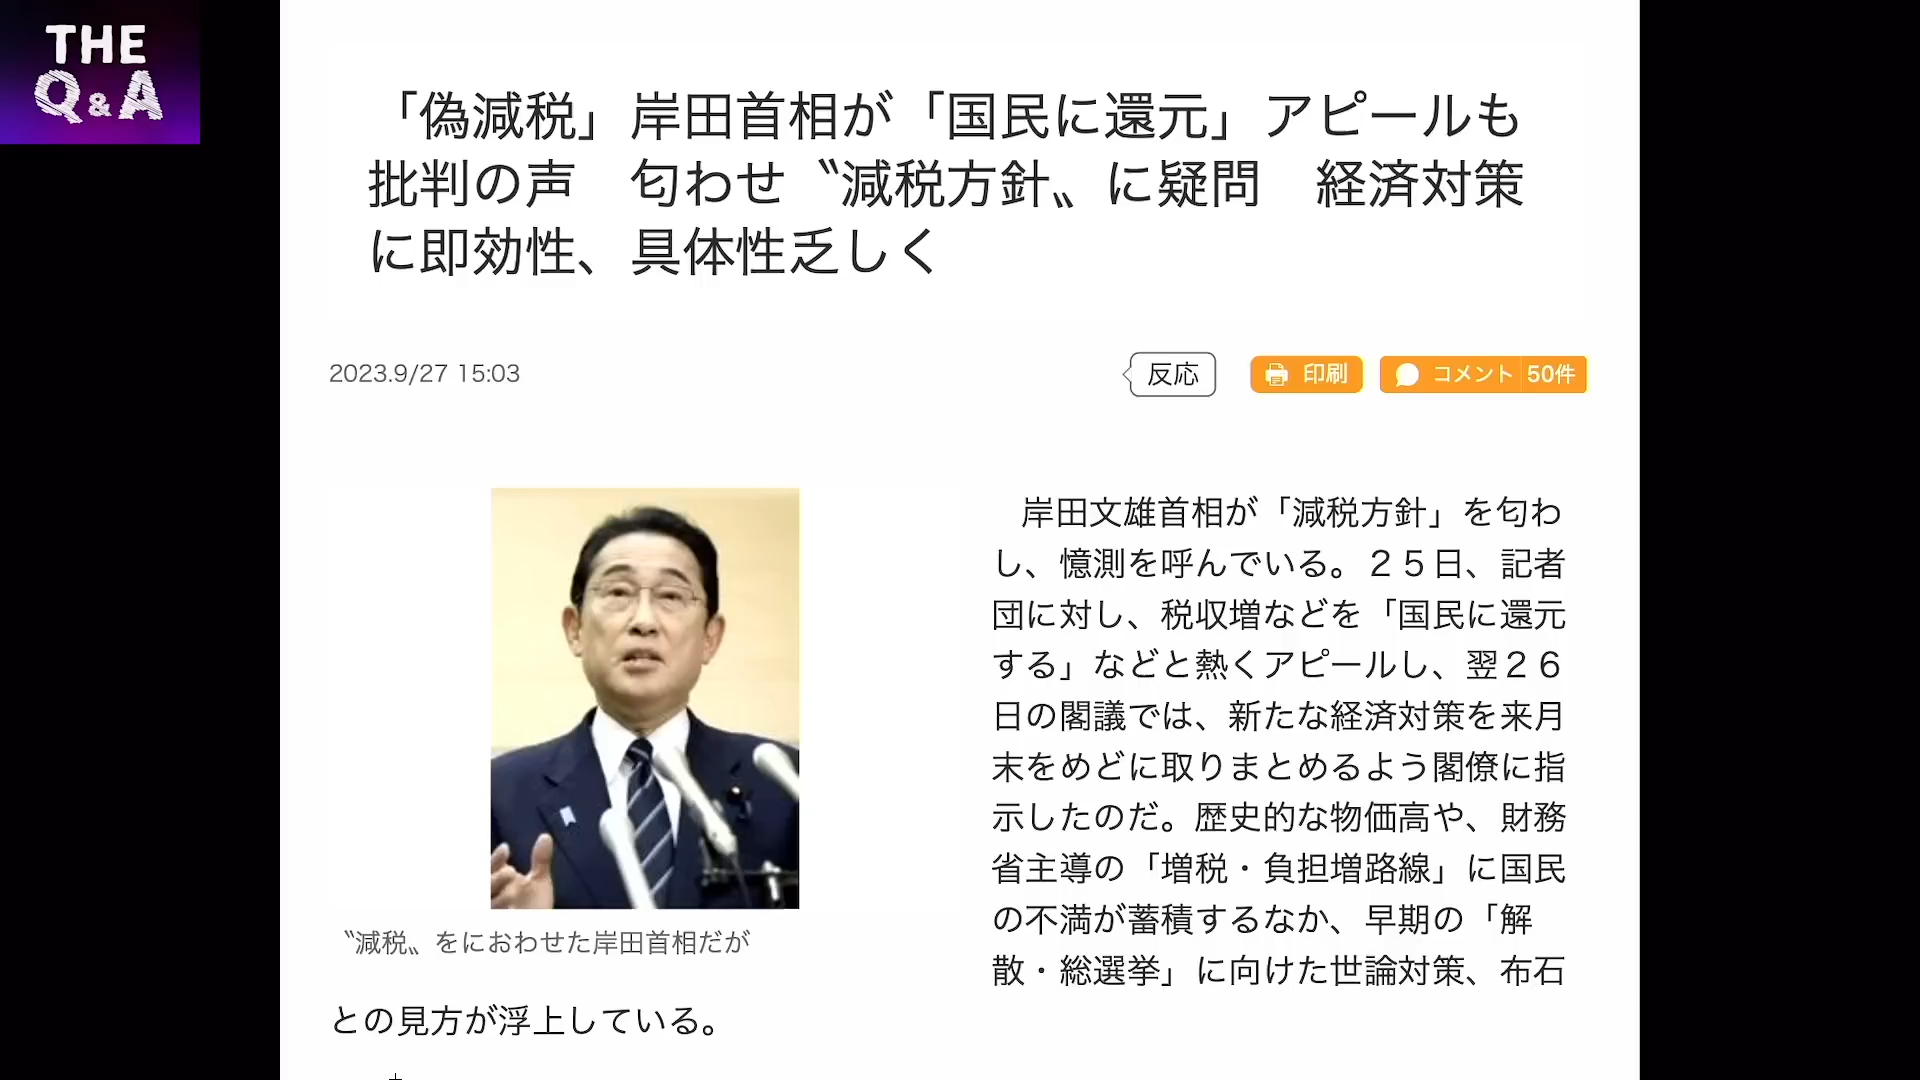 THE
Q&A
「偽減税」岸田首相が「国民に還元」アピールも
批判の声　匂わせ〝減税方針〟に疑問　経済対策
に即効性、具体性乏しく
2023.9/27 15:03
反応
印刷
コメント 50件
岸田文雄首相が「減税方針」を匂わ
し、憶測を呼んでいる。２５日、記者
団に対し、税収増などを「国民に還元
する」などと熱くアピールし、翌２６
日の閣議では、新たな経済対策を来月
末をめどに取りまとめるよう閣僚に指
示したのだ。歴史的な物価高や、財務
省主導の「増税・負担増路線」に国民
の不満が蓄積するなか、早期の「解
散・総選挙」に向けた世論対策、布石
〝減税〟をにおわせた岸田首相だが
との見方が浮上している。